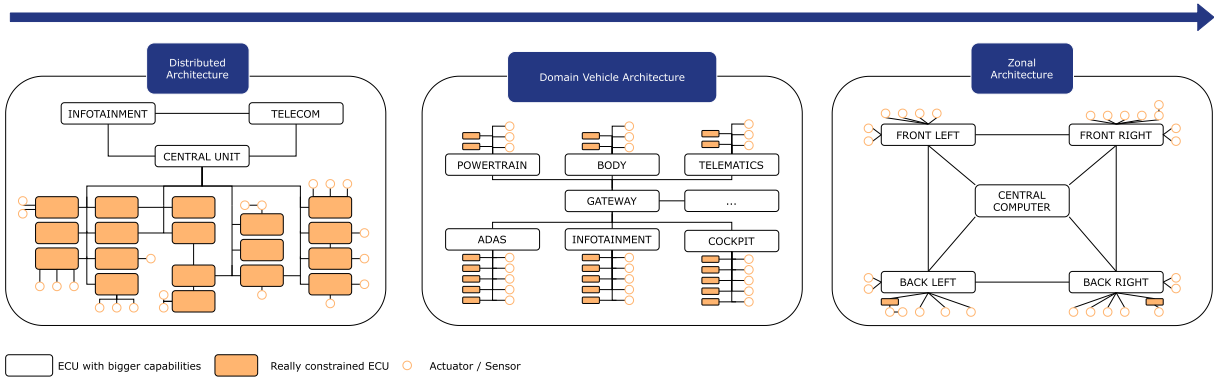 Distributed
Architecture
Domain Vehicle Architecture
Zonal
Architecture
INFOTAINMENT
TELECOM
CENTRAL UNIT
POWERTRAIN
BODY
TELEMATICS
GATEWAY
...
ADAS
INFOTAINMENT
COCKPIT
FRONT LEFT
FRONT RIGHT
CENTRAL
COMPUTER
BACK LEFT
BACK RIGHT
ECU with bigger capabilities
Really constrained ECU
Actuator / Sensor